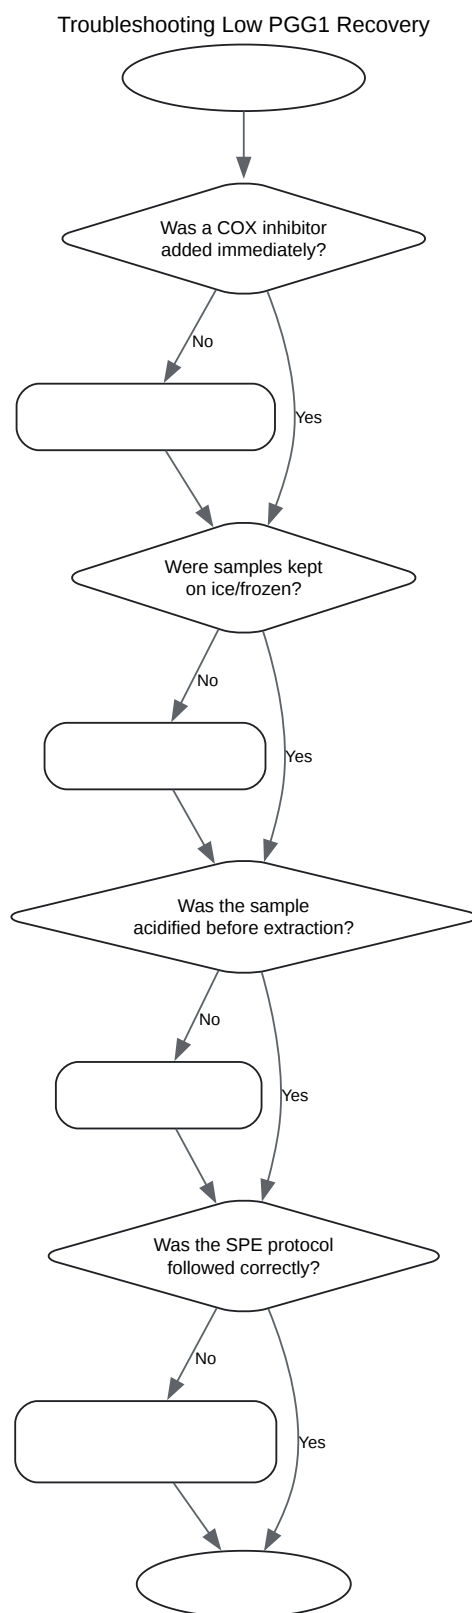 Troubleshooting Low PGG1 Recovery
Was a COX inhibitor
added immediately?
No
Yes
Were samples kept
on ice/frozen?
No
Yes
Was the sample
acidified before extraction?
No
Yes
Was the SPE protocol
followed correctly?
No
Yes